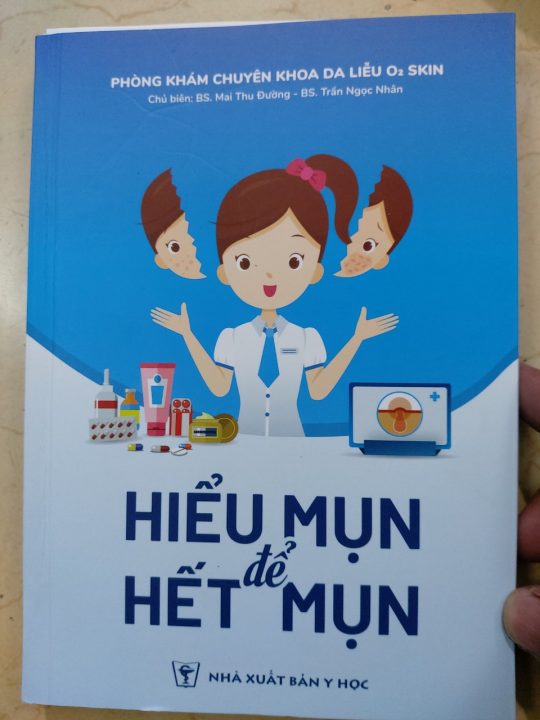 PHÒNG KHÁM CHUYÊN KHOA DA LIỄU O₂ SKIN
Chủ biên: BS. Mai Thu Đường - BS. Trần Ngọc Nhân
HIỂU MỤN
để
HẾT MỤN
NHÀ XUẤT BẢN Y HỌC